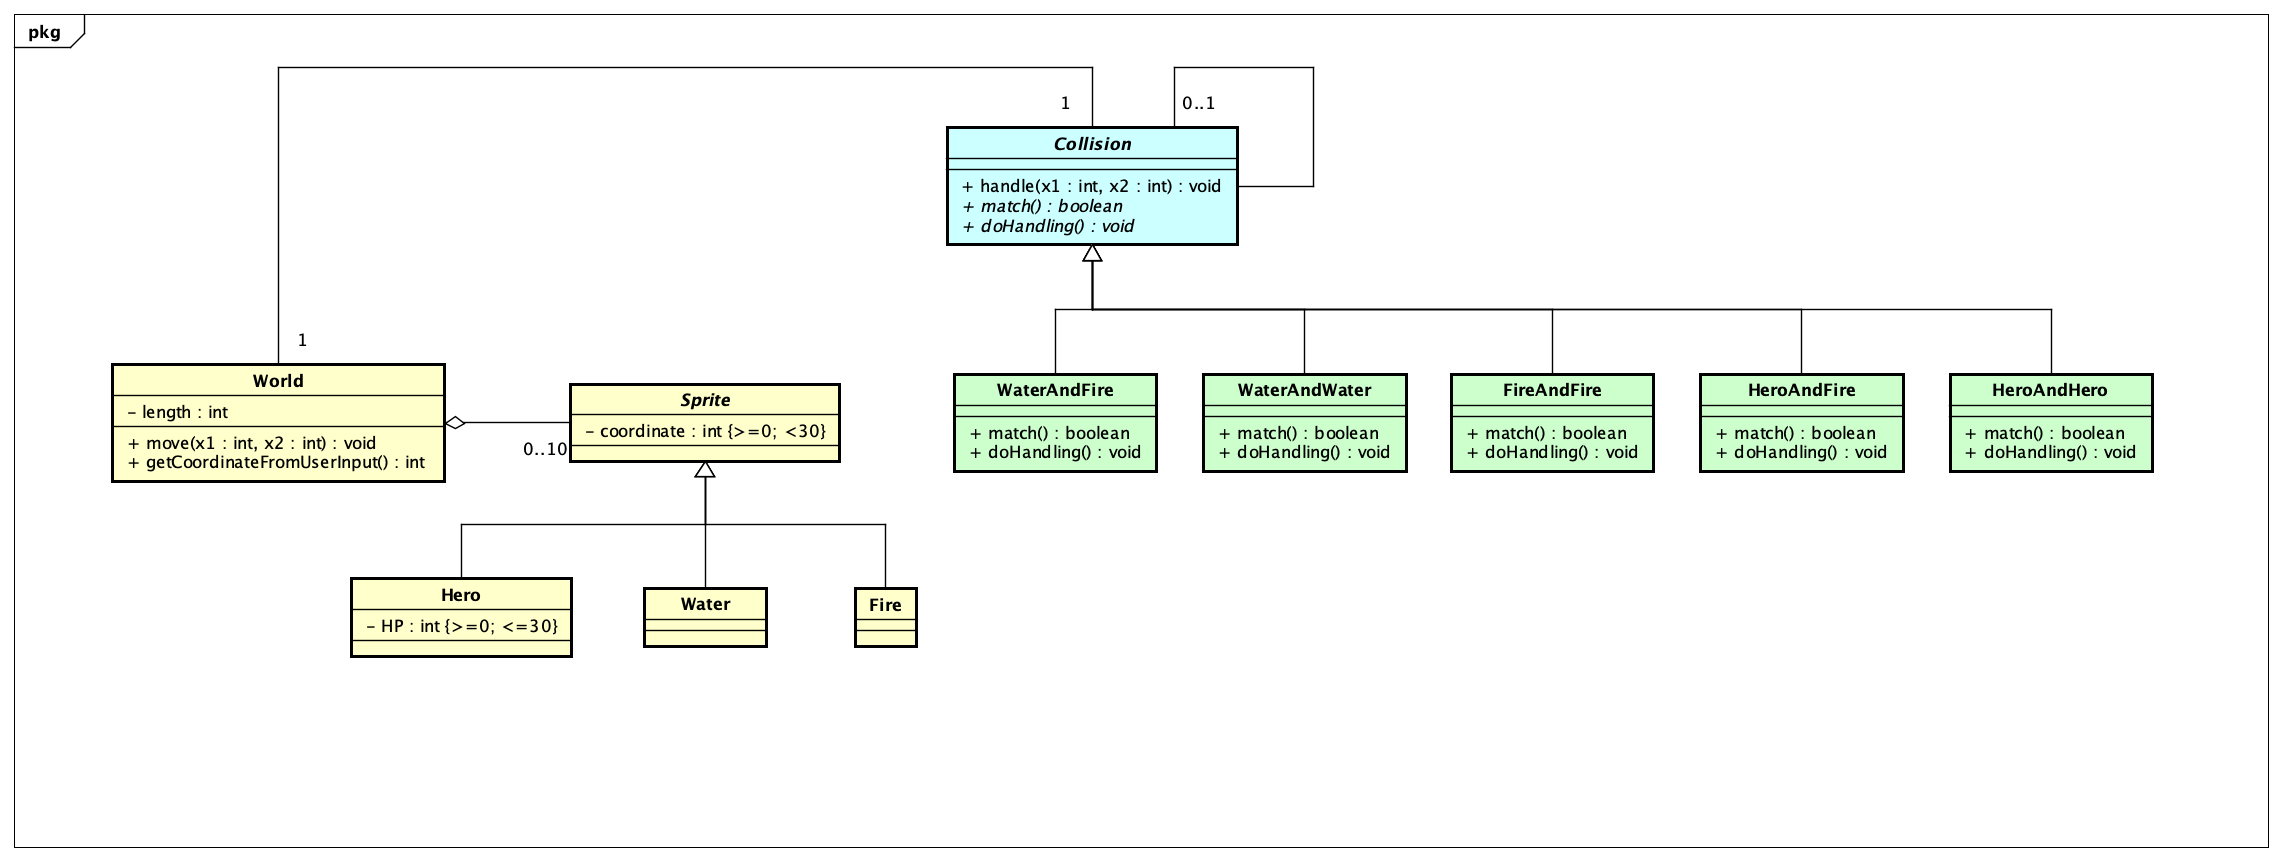 pkg
1
0..1
Collision
+ handle(x1 : int, x2 : int) : void
+ match() : boolean
+ doHandling() : void
1
World
- length : int
+ move(x1 : int, x2 : int) : void
+ getCoordinateFromUserInput() : int
0..10
Sprite
- coordinate : int {>=0; <30}
WaterAndFire
+ match() : boolean
+ doHandling() : void
WaterAndWater
+ match() : boolean
+ doHandling() : void
FireAndFire
+ match() : boolean
+ doHandling() : void
HeroAndFire
+ match() : boolean
+ doHandling() : void
HeroAndHero
+ match() : boolean
+ doHandling() : void
Hero
- HP : int {>=0; <=30}
Water
Fire